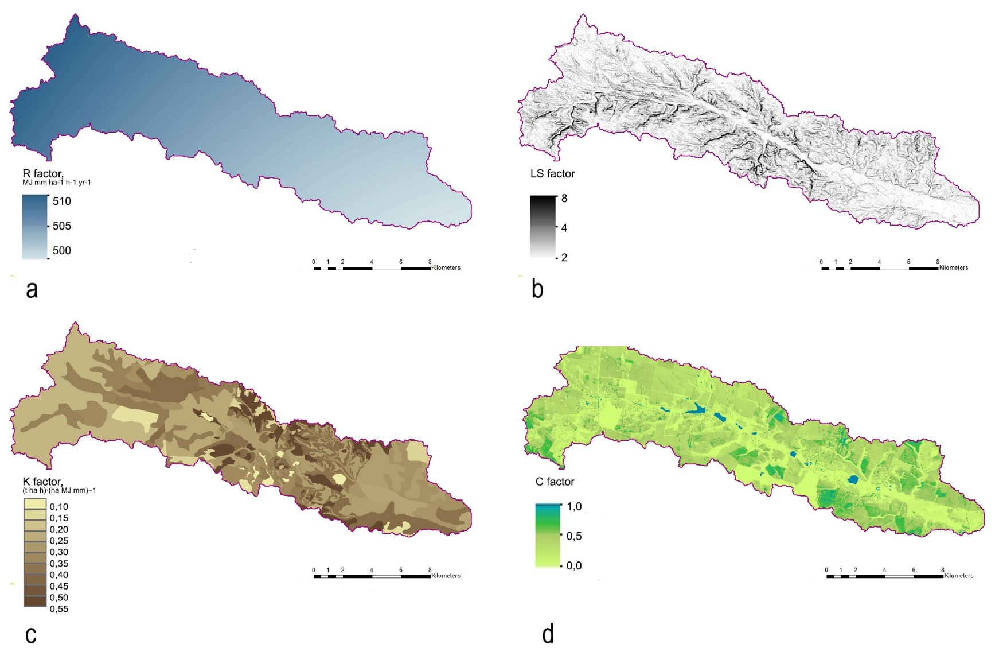 R factor,
MJ mm ha-1 h-1 yr-1
510
505
500
0 1 2 4 6 8
Kilometers
a
LS factor
8
4
2
0 1 2 4 6 8
Kilometers
b
K factor,
(t ha h)·(ha MJ mm)−1
0,10
0,15
0,20
0,25
0,30
0,35
0,40
0,45
0,50
0,55
0 1 2 4 6 8
Kilometers
c
C factor
1,0
0,5
0,0
0 1 2 4 6 8
Kilometers
d